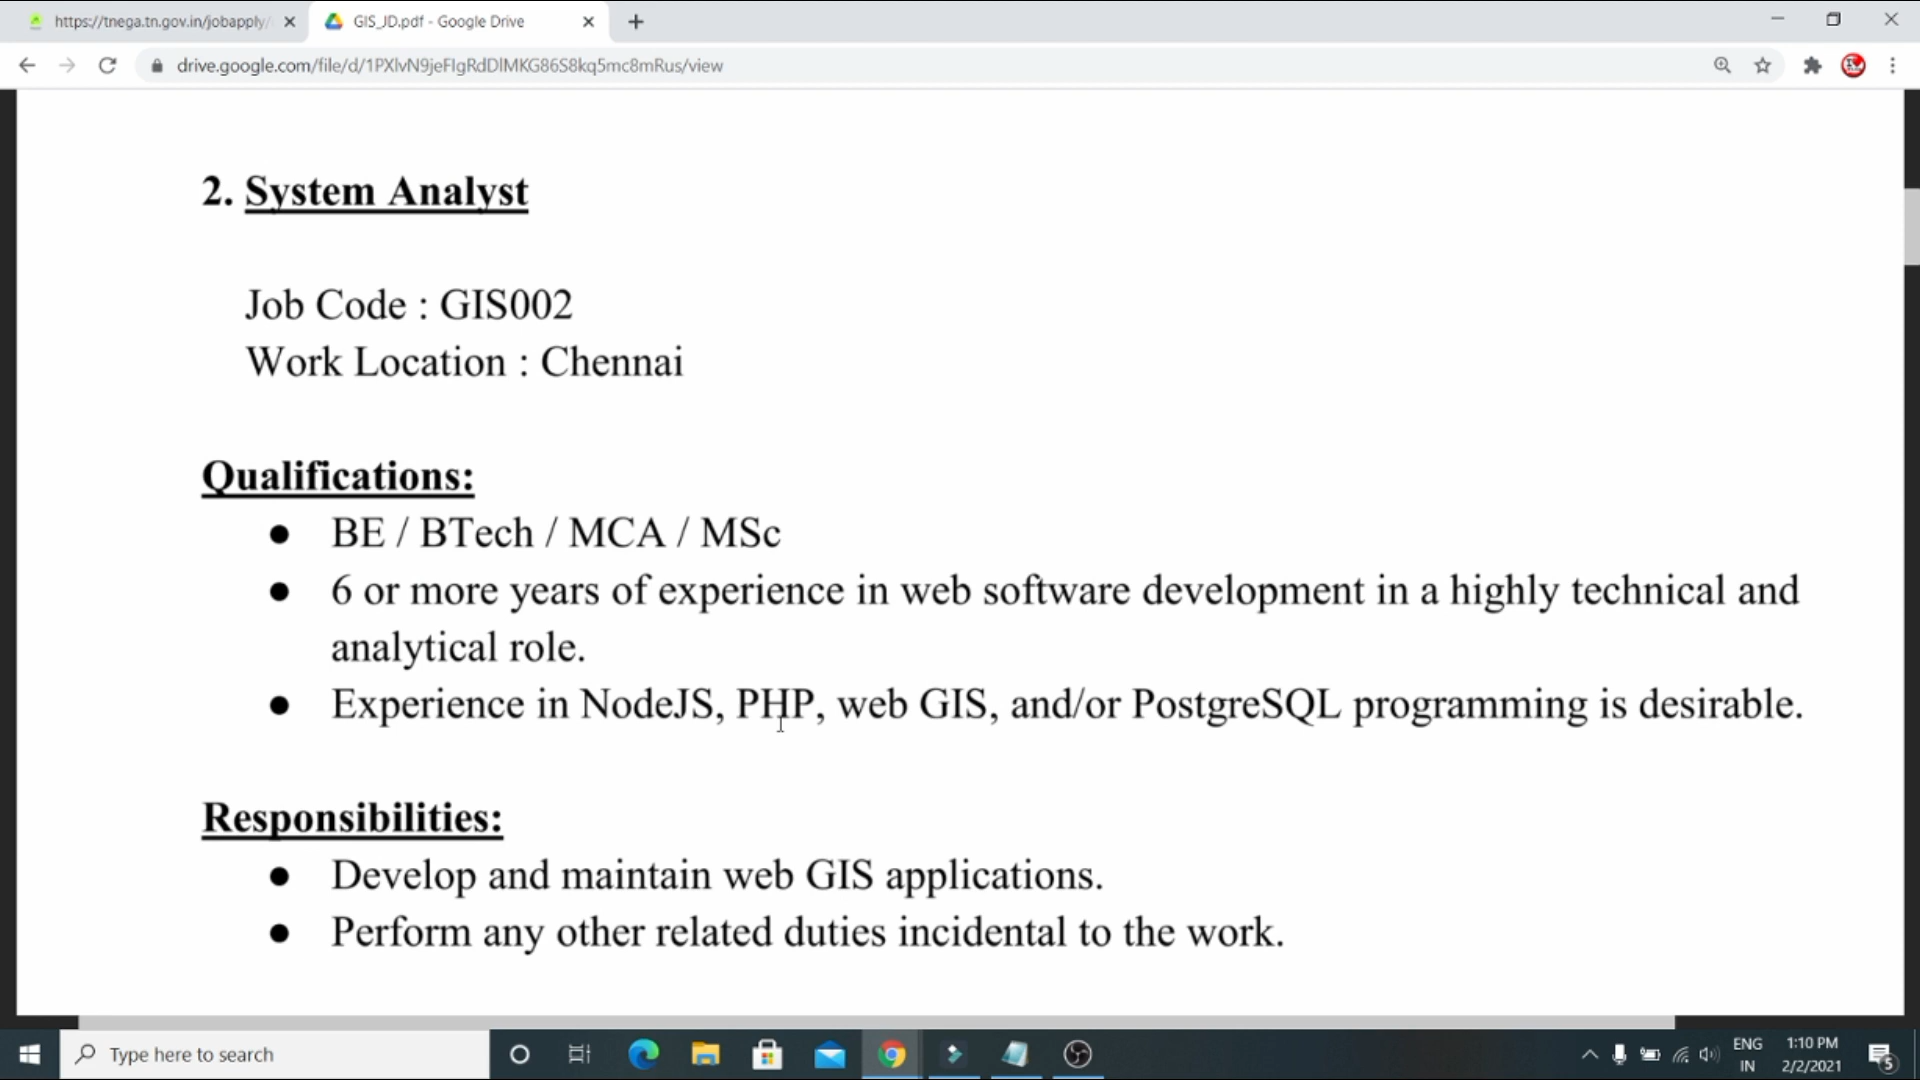 https://tnega.tn.gov.in/jobapply/
GIS_JD.pdf - Google Drive
drive.google.com/file/d/1PXlvN9jeFIgRdDlMKG86S8kq5mc8mRus/view
2. System Analyst
Job Code : GIS002
Work Location : Chennai
Qualifications:
● BE / BTech / MCA / MSc
● 6 or more years of experience in web software development in a highly technical and
analytical role.
● Experience in NodeJS, PHP, web GIS, and/or PostgreSQL programming is desirable.
Responsibilities:
● Develop and maintain web GIS applications.
● Perform any other related duties incidental to the work.
Type here to search
ENG
IN
1:10 PM
2/2/2021
5